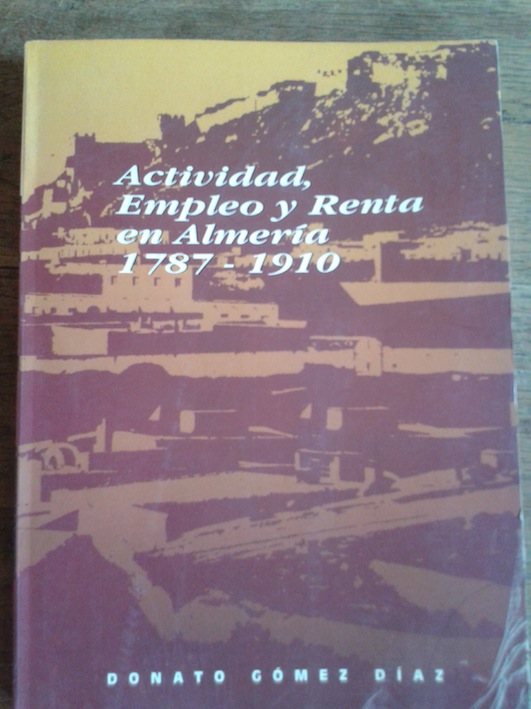 Actividad,
Empleo y Renta
en Almería
1787 - 1910
DONATO GÓMEZ DÍAZ